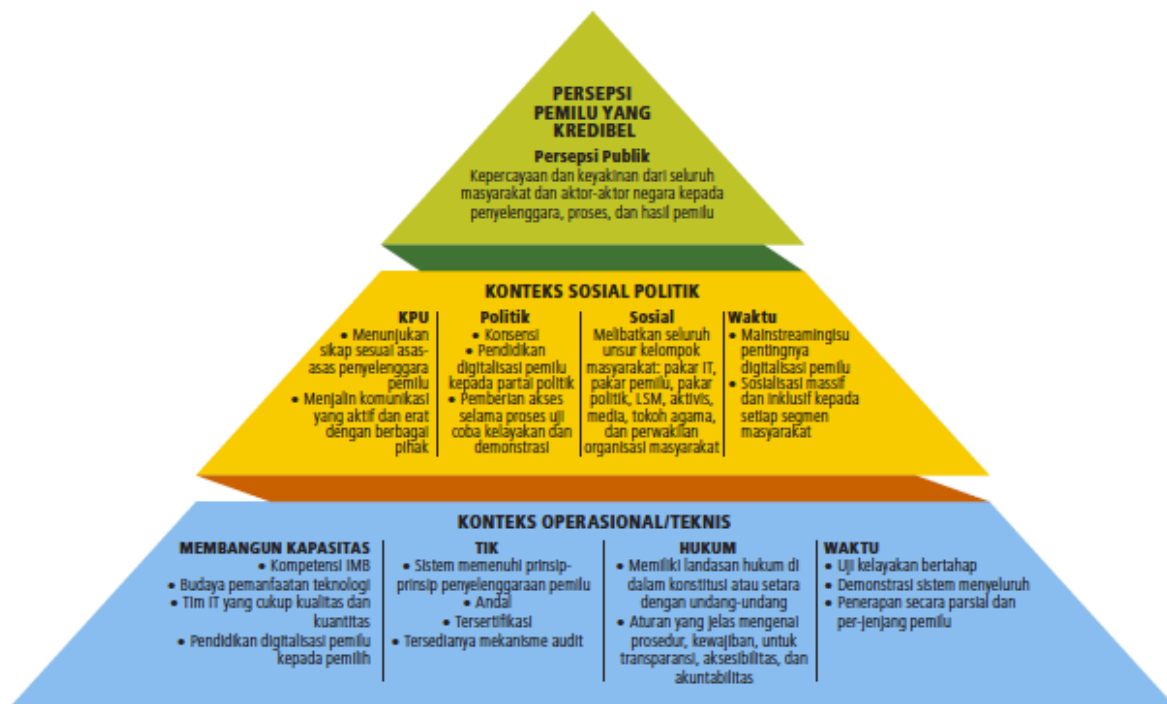 PERSEPSI
PEMILU YANG
KREDIBEL
Persepsi Publik
Kepercayaan dan keyakinan dari seluruh
masyarakat dan aktor-aktor negara kepada
penyelenggara, proses, dan hasil pemilu
KONTEKS SOSIAL POLITIK
KPU
• Menunjukan
sikap sesuai asas-
asas penyelenggara
pemilu
• Menjalin komunikasi
yang aktif dan erat
dengan berbagai
pihak
Politik
• Konsensi
• Pendidikan
digitalisasi pemilu
kepada partai politik
• Pemberian akses
selama proses uji
coba kelayakan dan
demonstrasi
Sosial
Melibatkan seluruh
unsur kelompok
masyarakat: pakar IT,
pakar pemilu, pakar
politik, LSM, aktivis,
media, tokoh agama,
dan perwakilan
organisasi masyarakat
Waktu
• Mainstreamingisu
pentingnya
digitalisasi pemilu
• Sosialisasi massif
dan inklusif kepada
setiap segmen
masyarakat
KONTEKS OPERASIONAL/TEKNIS
MEMBANGUN KAPASITAS
• Kompetensi IMB
• Budaya pemanfaatan teknologi
• Tim IT yang cukup kualitas dan
kuantitas
• Pendidikan digitalisasi pemilu
kepada pemilih
TIK
• Sistem memenuhi prinsip-
prinsip penyelenggaraan pemilu
• Andal
• Tersertifikasi
• Tersedianya mekanisme audit
HUKUM
• Memiliki landasan hukum di
dalam konstitusi atau setara
dengan undang-undang
• Aturan yang jelas mengenai
prosedur, kewajiban, untuk
transparansi, aksesibilitas, dan
akuntabilitas
WAKTU
• Uji kelayakan bertahap
• Demonstrasi sistem menyeluruh
• Penerapan secara parsial dan
per-jenjang pemilu